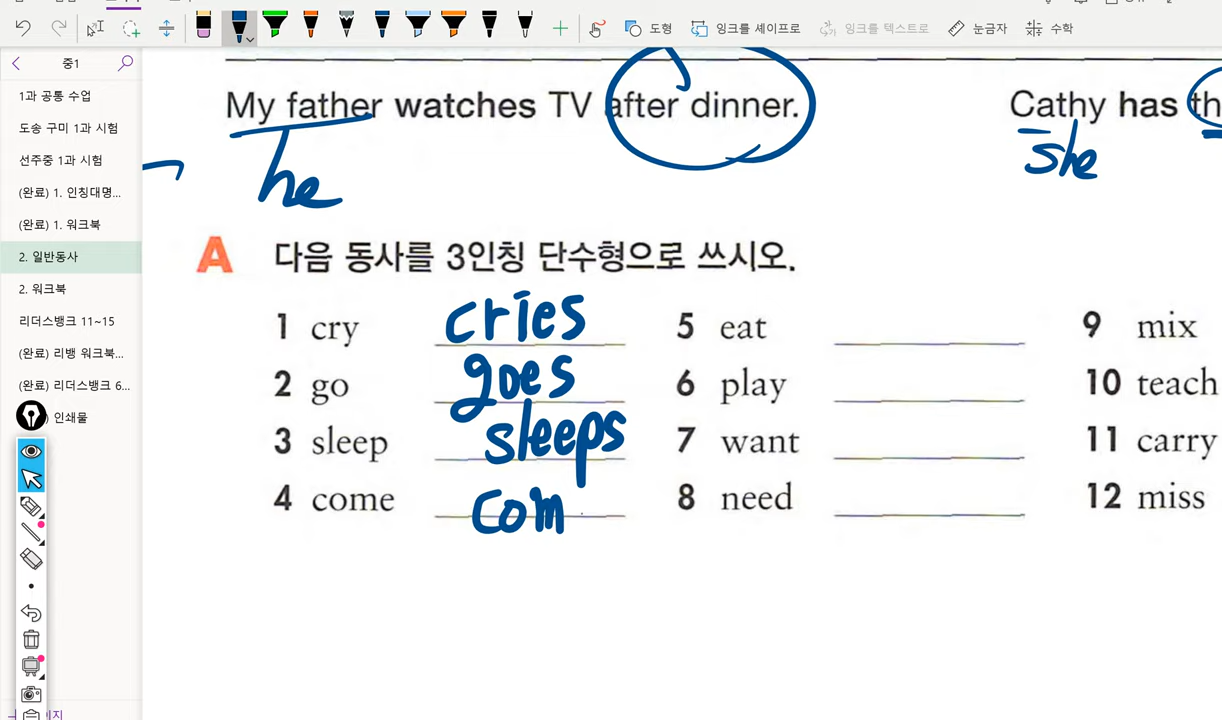 도형
잉크를 셰이프로
잉크를 텍스트로
눈금자
수학
중1
1과 공통 수업
도송 구미 1과 시험
선주중 1과 시험
(완료) 1. 인칭대명...
(완료) 1. 워크북
2. 일반동사
2. 워크북
리더스뱅크 11~15
(완료) 리뱅 워크북...
(완료) 리더스뱅크 6...
인쇄물
My father watches TV after dinner.
he
Cathy has th
she
A 다음 동사를 3인칭 단수형으로 쓰시오.
1 cry cries 5 eat 9 mix
2 go goes 6 play 10 teach
3 sleep sleeps 7 want 11 carry
4 come com 8 need 12 miss